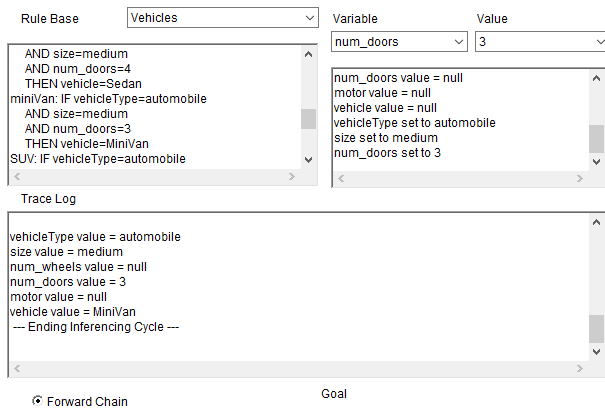 Rule Base Vehicles Variable Value
num_doors 3
AND size=medium
AND num_doors=4
THEN vehicle=Sedan
miniVan: IF vehicleType=automobile
AND size=medium
AND num_doors=3
THEN vehicle=MiniVan
SUV: IF vehicleType=automobile
num_doors value = null
motor value = null
vehicle value = null
vehicleType set to automobile
size set to medium
num_doors set to 3
Trace Log
vehicleType value = automobile
size value = medium
num_wheels value = null
num_doors value = 3
motor value = null
vehicle value = MiniVan
--- Ending Inferencing Cycle ---
Goal
Forward Chain